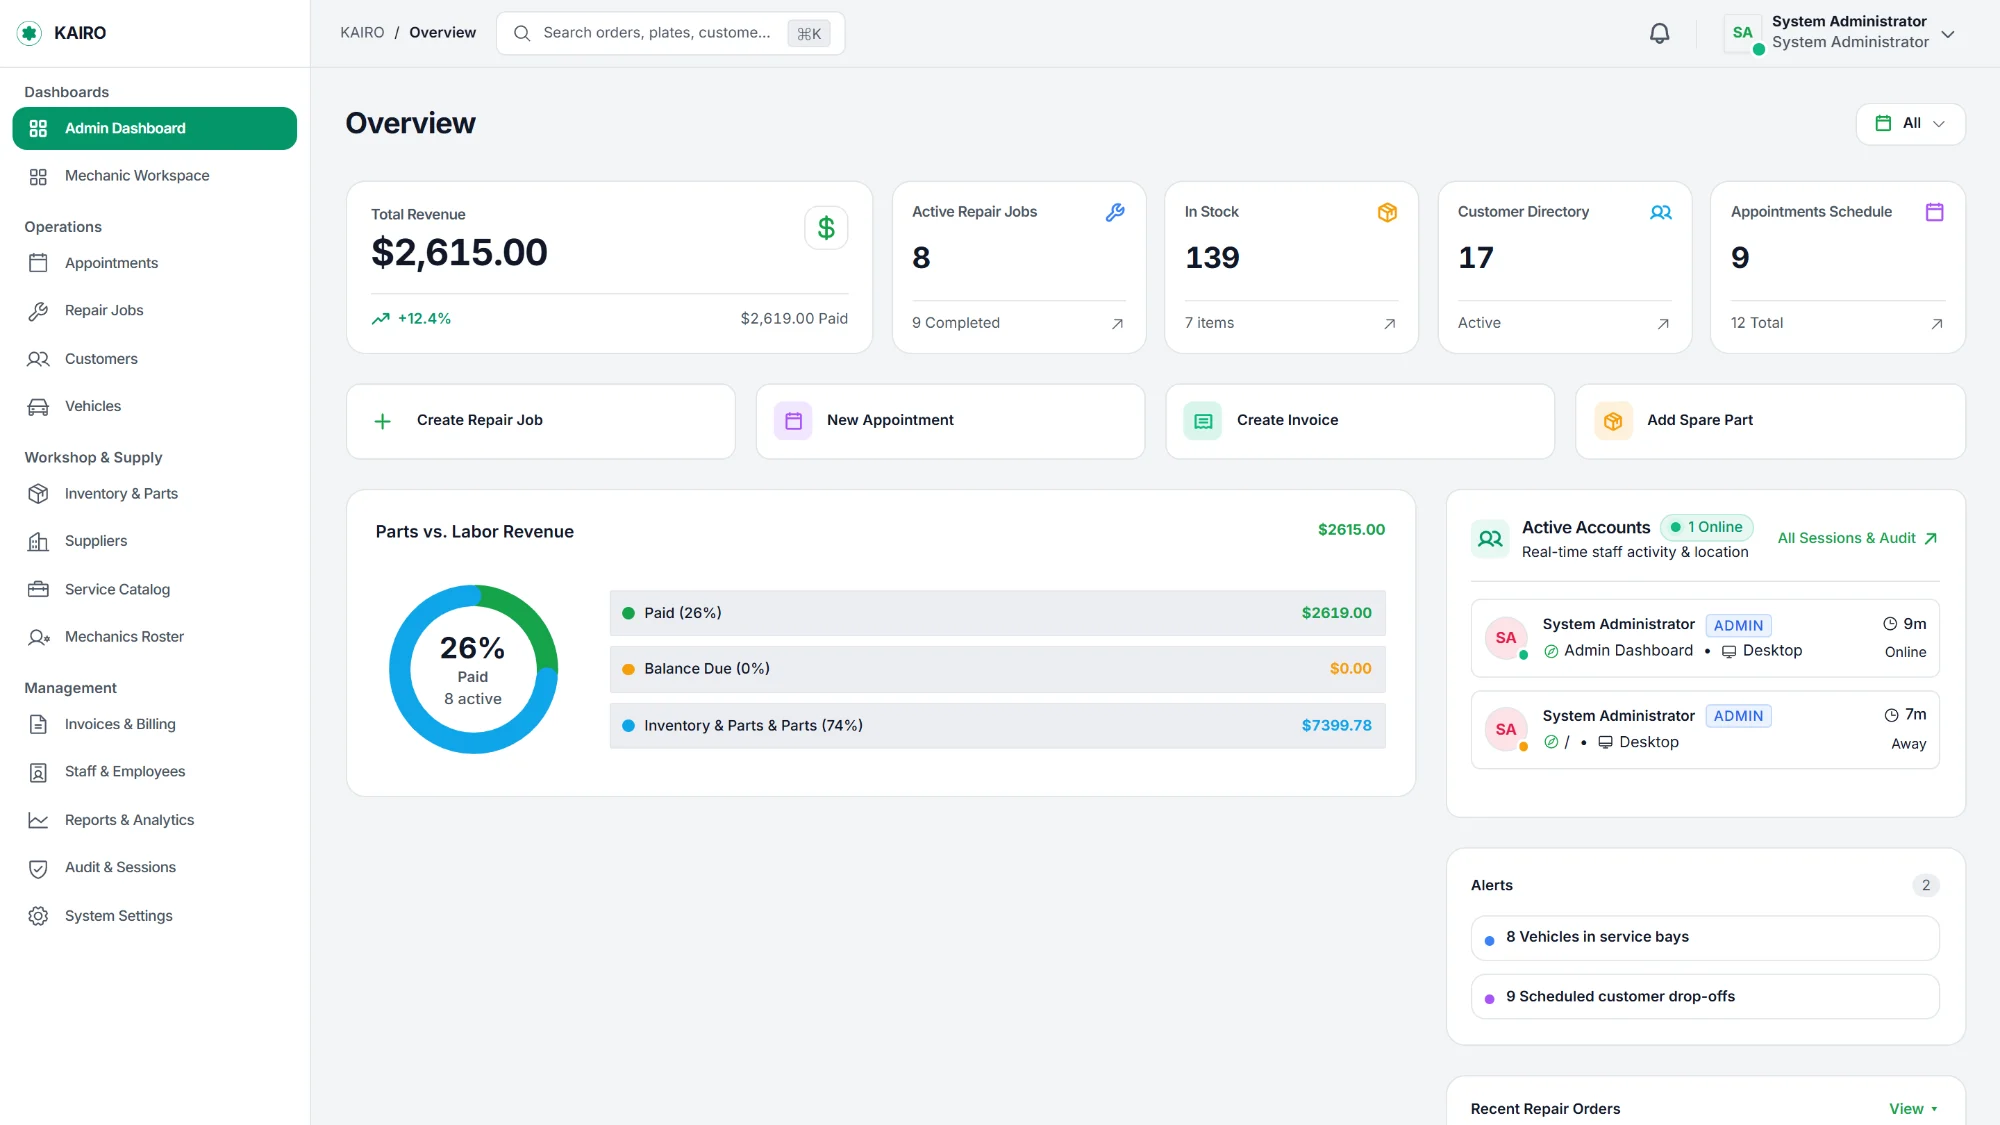 KAIRO
KAIRO / Overview
Search orders, plates, custome... ⌘K
SA
System Administrator
System Administrator
Dashboards
Admin Dashboard
Mechanic Workspace
Operations
Appointments
Repair Jobs
Customers
Vehicles
Workshop & Supply
Inventory & Parts
Suppliers
Service Catalog
Mechanics Roster
Management
Invoices & Billing
Staff & Employees
Reports & Analytics
Audit & Sessions
System Settings
Overview
All
Total Revenue
$2,615.00
$
+12.4%
$2,619.00 Paid
Active Repair Jobs
8
9 Completed
In Stock
139
7 items
Customer Directory
17
Active
Appointments Schedule
9
12 Total
Create Repair Job
New Appointment
Create Invoice
Add Spare Part
Parts vs. Labor Revenue
$2615.00
26%
Paid
8 active
Paid (26%) $2619.00
Balance Due (0%) $0.00
Inventory & Parts & Parts (74%) $7399.78
Active Accounts
1 Online
Real-time staff activity & location
All Sessions & Audit
SA
System Administrator ADMIN
9m
Admin Dashboard • Desktop
Online
SA
System Administrator ADMIN
7m
/ • Desktop
Away
Alerts
2
8 Vehicles in service bays
9 Scheduled customer drop-offs
Recent Repair Orders
View